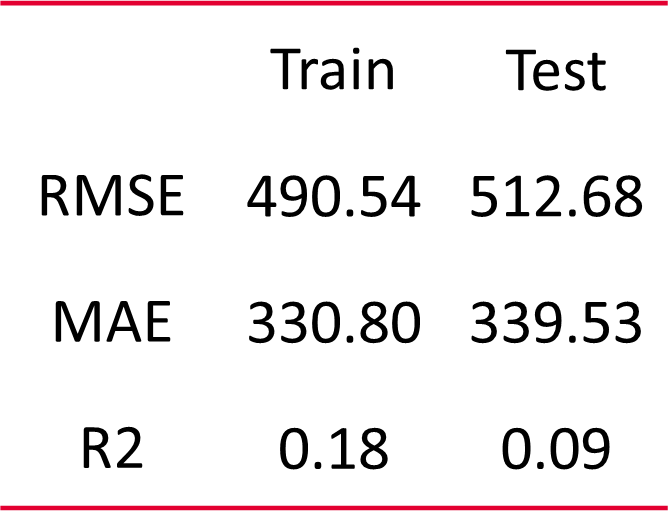 Train Test
RMSE 490.54 512.68
MAE 330.80 339.53
R2 0.18 0.09